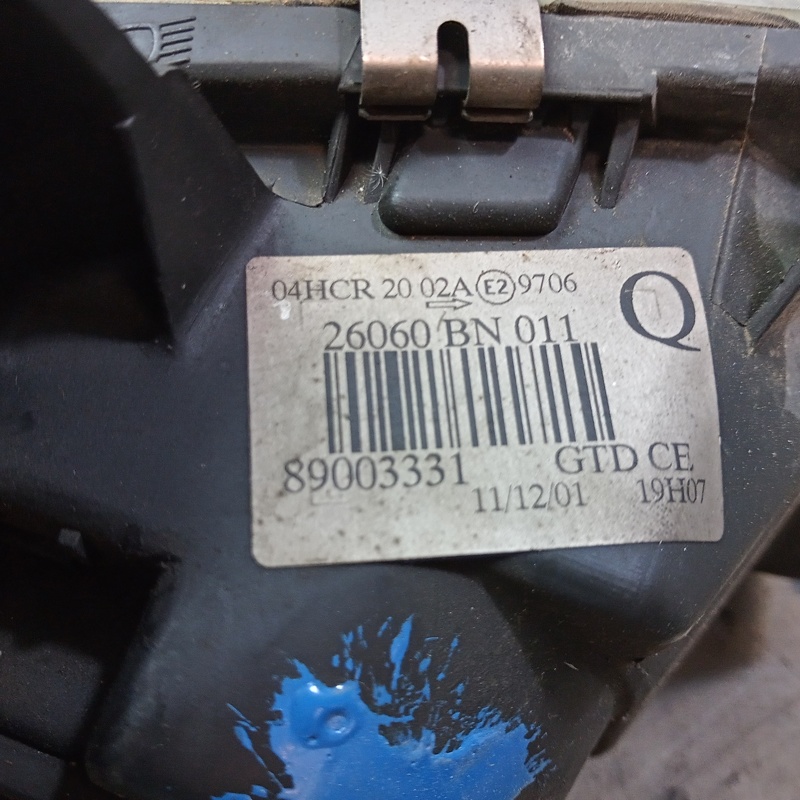 04HCR 20 02A E2 9706
Q
26060 BN 011
89003331 GTD CE
11/12/01 19H07